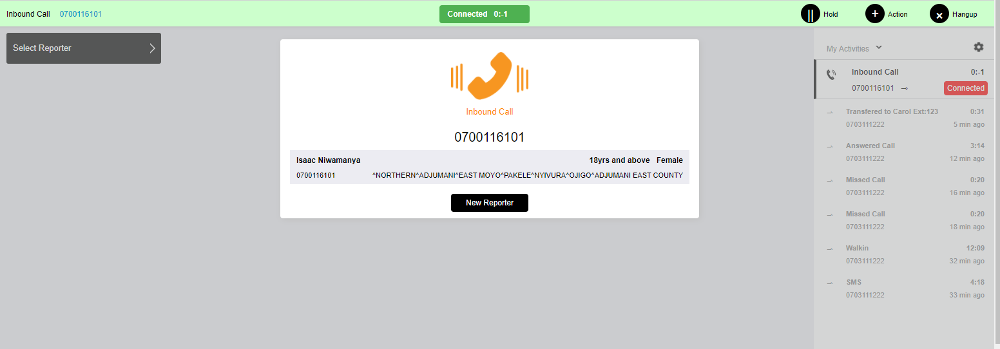 Inbound Call 0700116101 Connected 0:-1 Hold Action Hangup
Select Reporter
Inbound Call
0700116101
Isaac Niwamanya 18yrs and above Female
0700116101 ^NORTHERN^ADJUMANI^EAST MOYO^PAKELE^NYIVURA^OJIGO^ADJUMANI EAST COUNTY
New Reporter
My Activities
Inbound Call 0:-1
0700116101 Connected
Transfered to Carol Ext:123 0:31
0703111222 5 min ago
Answered Call 3:14
0703111222 12 min ago
Missed Call 0:20
0703111222 16 min ago
Missed Call 0:20
0703111222 18 min ago
Walkin 12:09
0703111222 32 min ago
SMS 4:18
0703111222 33 min ago